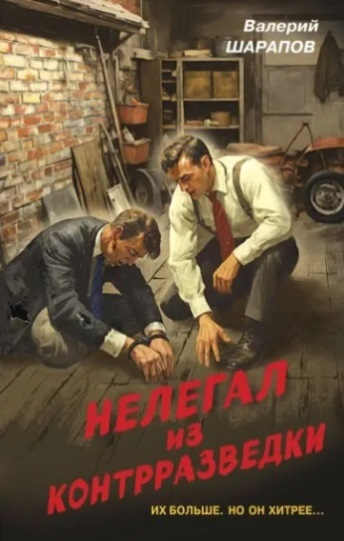 Валерий
ШАРАПОВ
НЕЛЕГАЛ
ИЗ
КОНТРРАЗВЕДКИ
ИХ БОЛЬШЕ. НО ОН ХИТРЕЕ...